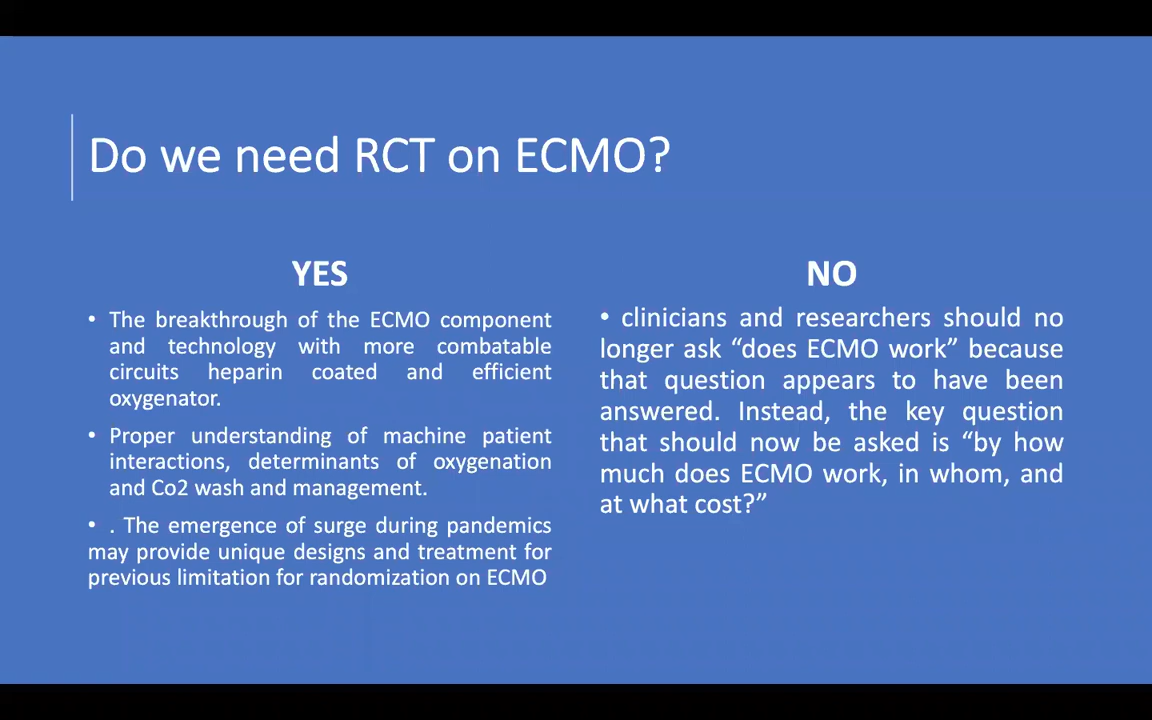 Do we need RCT on ECMO?
YES
• The breakthrough of the ECMO component
and technology with more combatable
circuits heparin coated and efficient
oxygenator.
• Proper understanding of machine patient
interactions, determinants of oxygenation
and Co2 wash and management.
• . The emergence of surge during pandemics
may provide unique designs and treatment for
previous limitation for randomization on ECMO
NO
• clinicians and researchers should no
longer ask “does ECMO work” because
that question appears to have been
answered. Instead, the key question
that should now be asked is “by how
much does ECMO work, in whom, and
at what cost?”